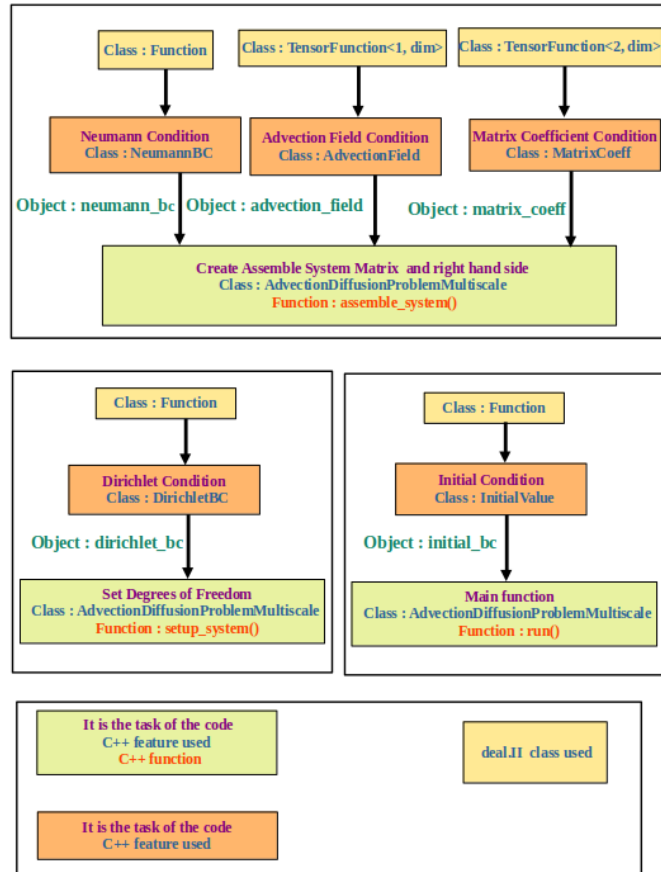 Class : Function
Class : TensorFunction<1, dim>
Class : TensorFunction<2, dim>
Neumann Condition
Class : NeumannBC
Advection Field Condition
Class : AdvectionField
Matrix Coefficient Condition
Class : MatrixCoeff
Object : neumann_bc
Object : advection_field
Object : matrix_coeff
Create Assemble System Matrix and right hand side
Class : AdvectionDiffusionProblemMultiscale
Function : assemble_system()
Class : Function
Dirichlet Condition
Class : DirichletBC
Object : dirichlet_bc
Set Degrees of Freedom
Class : AdvectionDiffusionProblemMultiscale
Function : setup_system()
Class : Function
Initial Condition
Class : InitialValue
Object : initial_bc
Main function
Class : AdvectionDiffusionProblemMultiscale
Function : run()
It is the task of the code
C++ feature used
C++ function
deal.II class used
It is the task of the code
C++ feature used